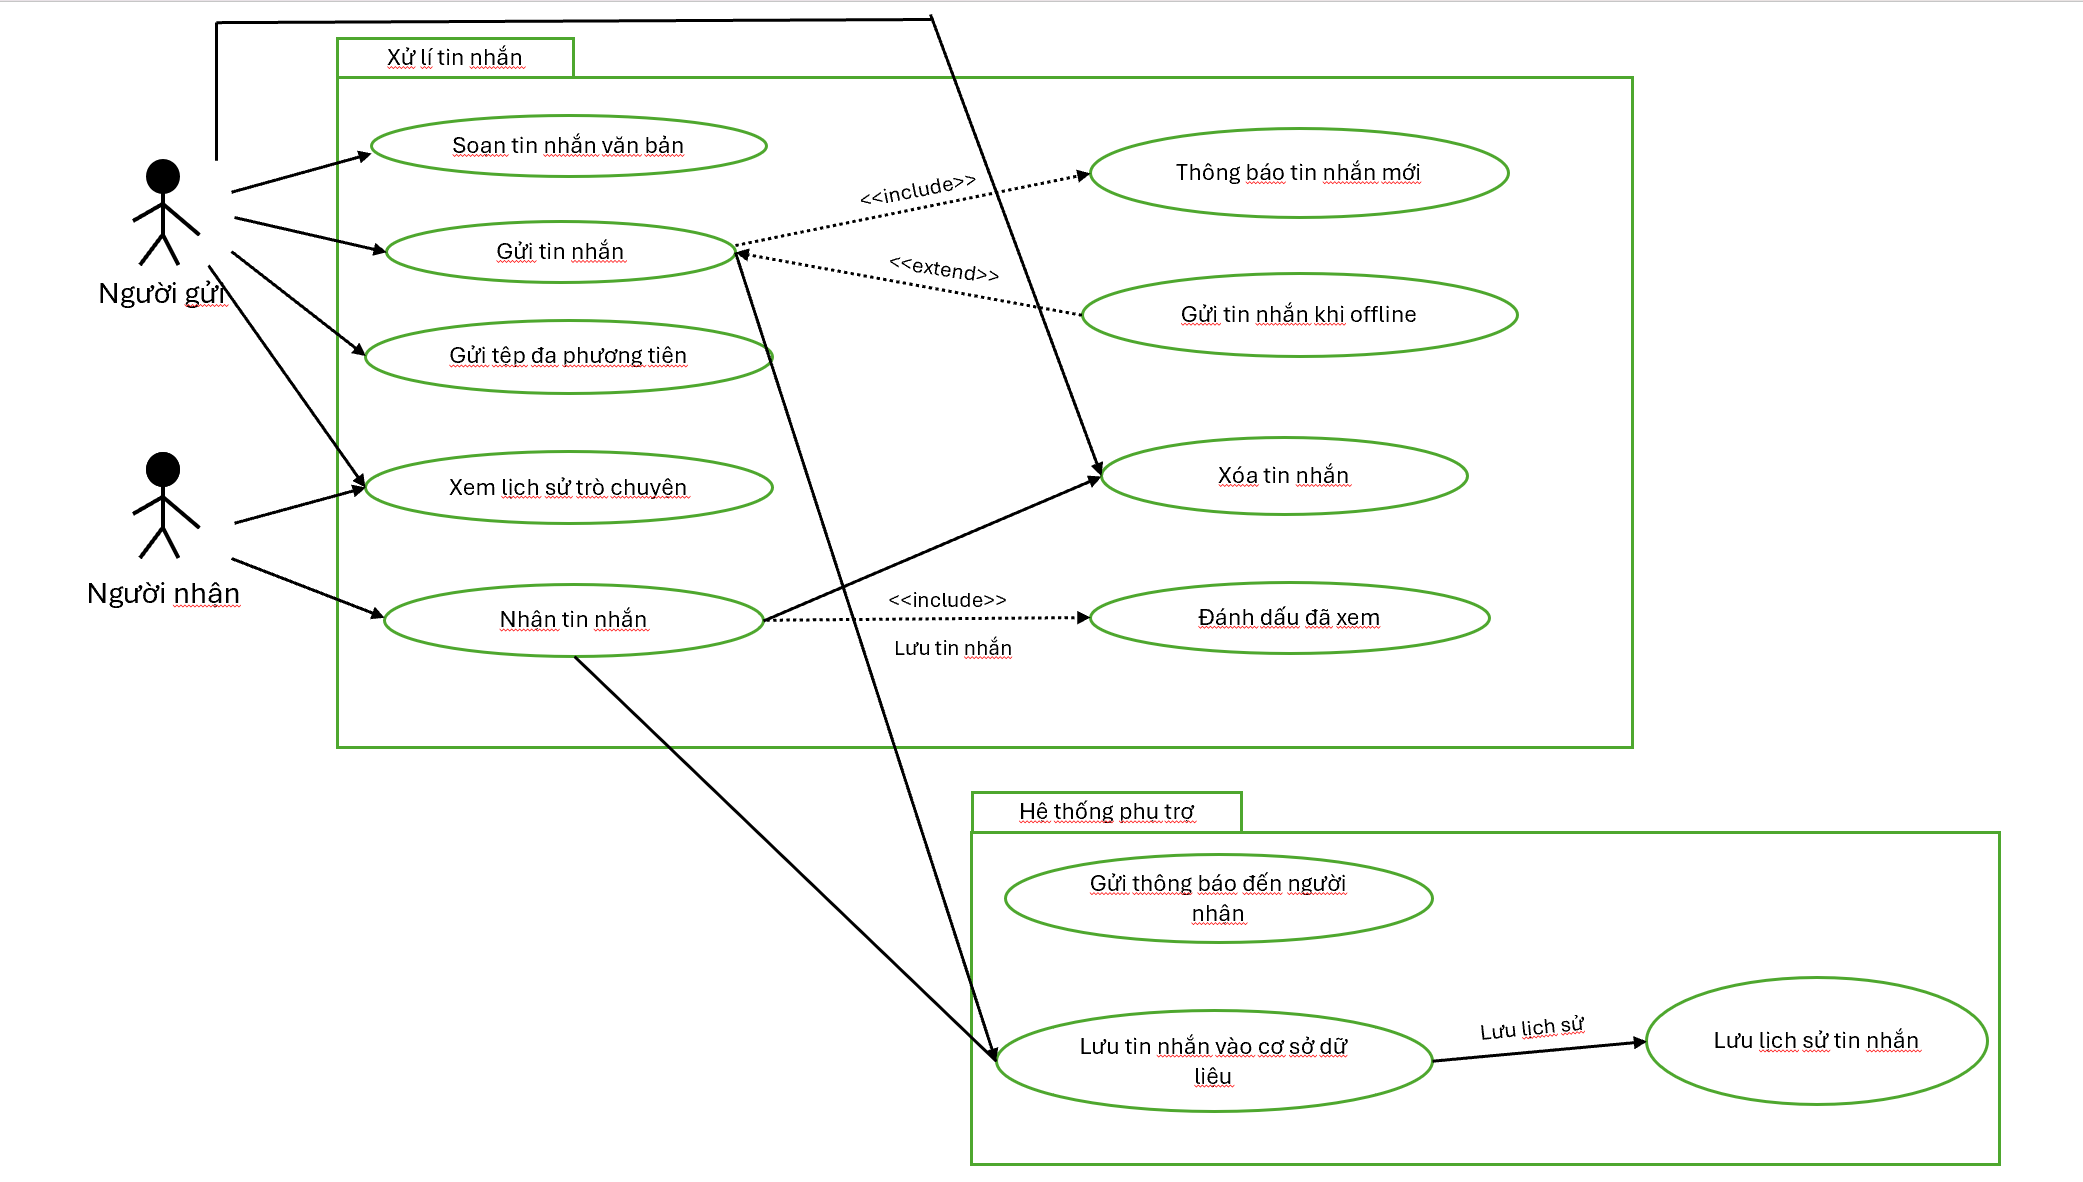 Xử lí tin nhắn
Soạn tin nhắn văn bản
Thông báo tin nhắn mới
<<include>>
Gửi tin nhắn
<<extend>>
Người gửi
Gửi tin nhắn khi offline
Gửi tệp đa phương tiện
Xem lịch sử trò chuyện
Xóa tin nhắn
Người nhận
Nhận tin nhắn
<<include>>
Đánh dấu đã xem
Lưu tin nhắn
Hệ thống phụ trợ
Gửi thông báo đến người
nhận
Lưu tin nhắn vào cơ sở dữ
liệu
Lưu lịch sử
Lưu lịch sử tin nhắn